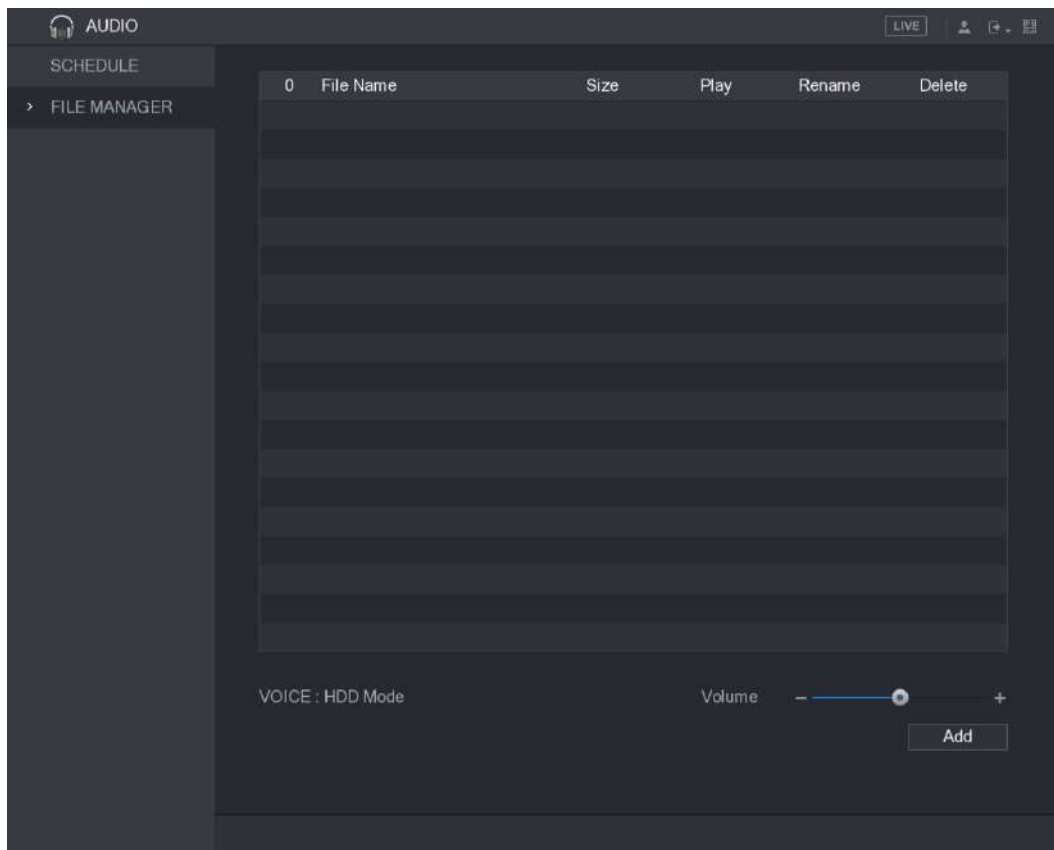 AUDIO LIVE
SCHEDULE
FILE MANAGER
0 File Name Size Play Rename Delete
VOICE : HDD Mode Volume - +
Add